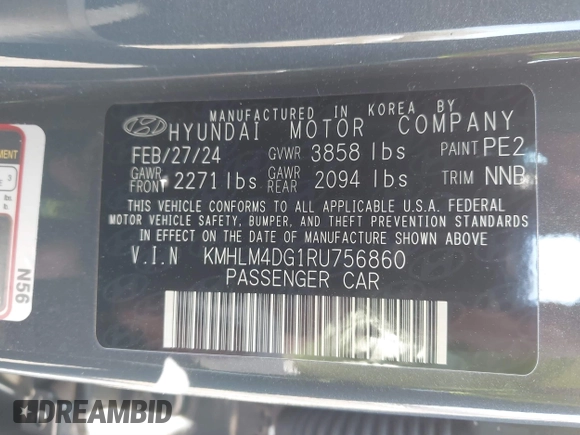 MANUFACTURED IN KOREA BY
HYUNDAI MOTOR COMPANY
FEB/27/24 GVWR 3858 lbs PAINT PE2
GAWR FRONT 2271 lbs GAWR REAR 2094 lbs TRIM NNB
THIS VEHICLE CONFORMS TO ALL APPLICABLE U.S.A. FEDERAL
MOTOR VEHICLE SAFETY, BUMPER, AND THEFT PREVENTION STANDARDS
IN EFFECT ON THE DATE OF MANUFACTURE SHOWN ABOVE
V.I.N KMHLM4DG1RU756860
PASSENGER CAR
N56
DREAMBID